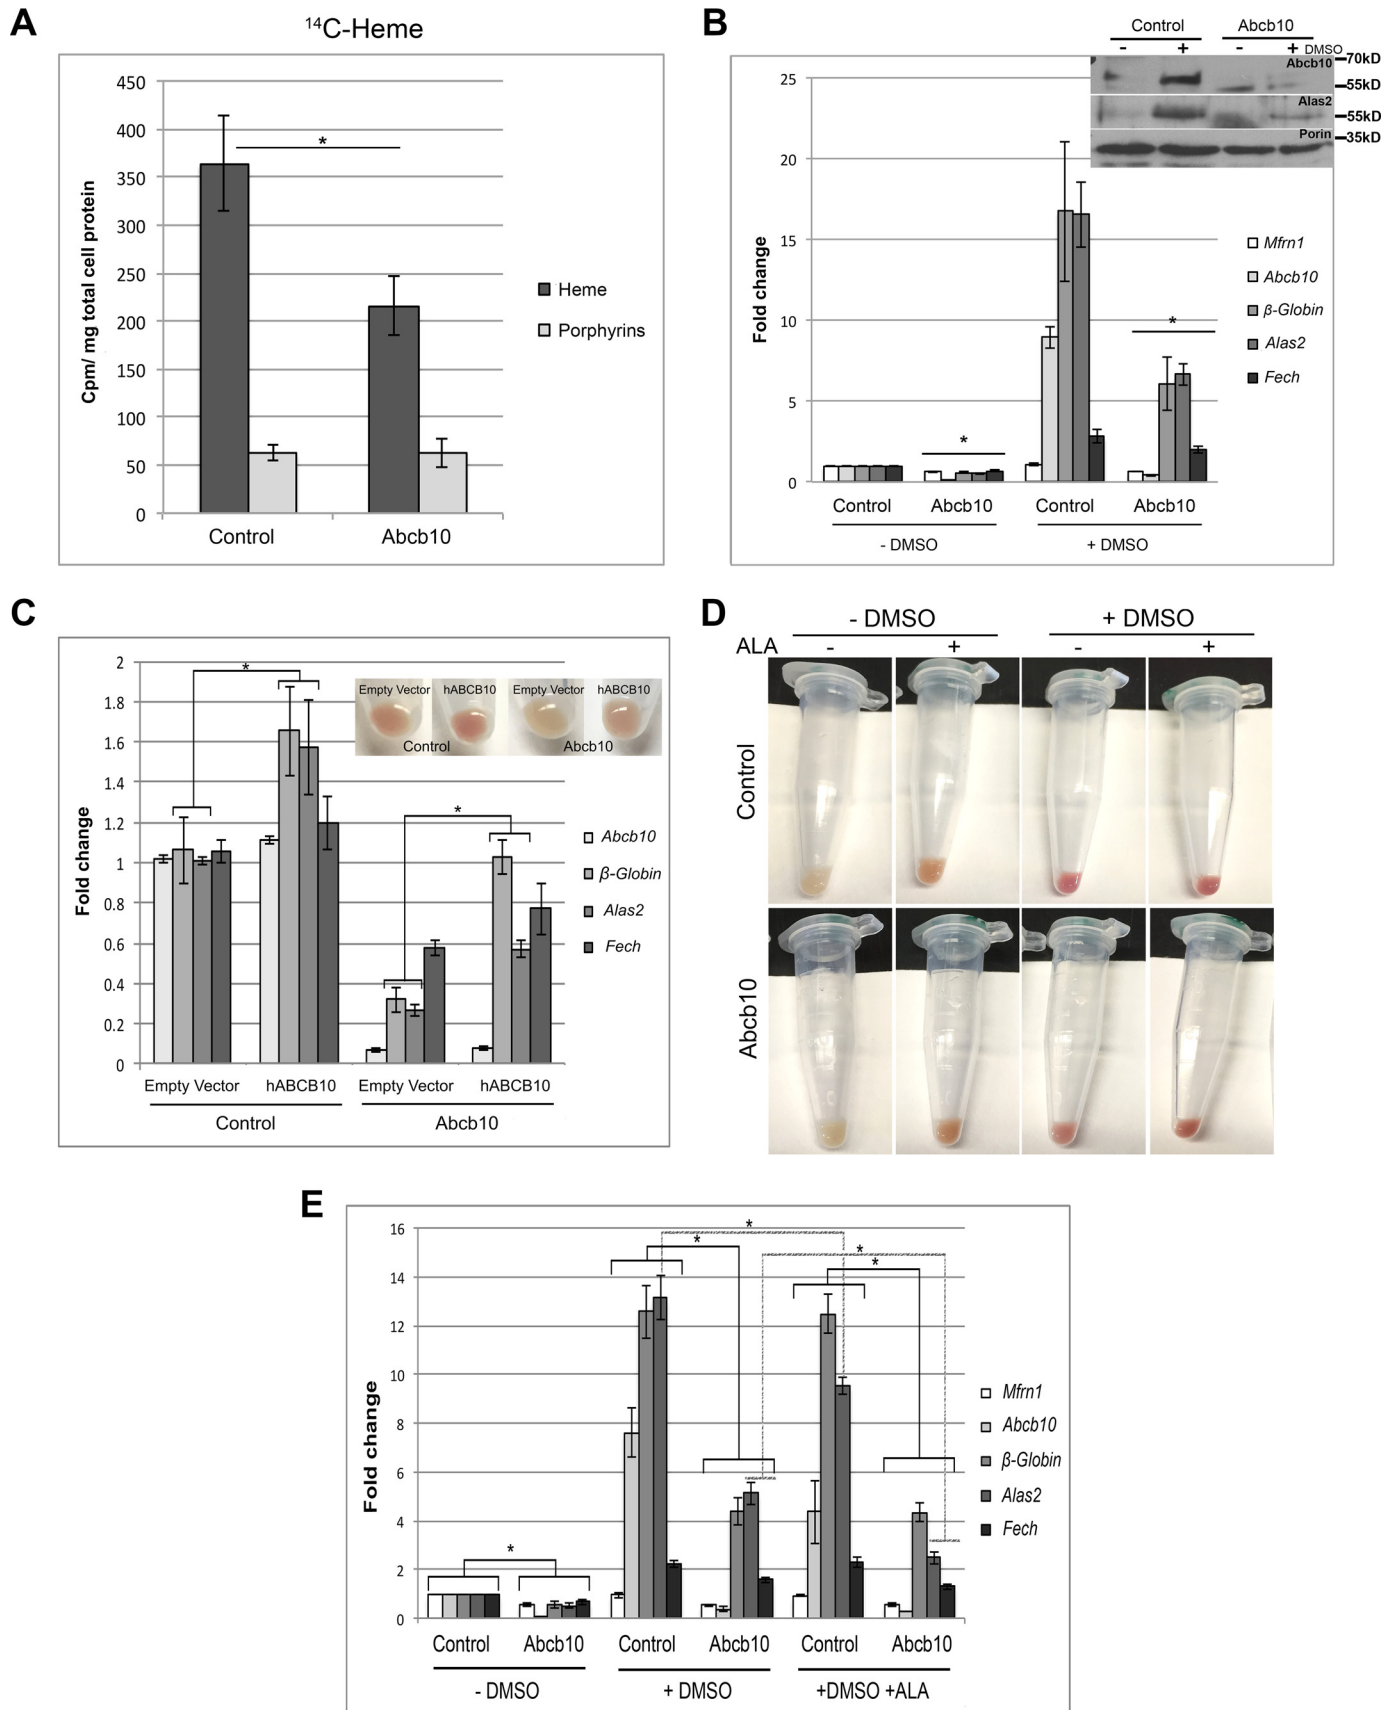 A
14C-Heme
Cpm/ mg total cell protein
450
400
350
300
250
200
150
100
50
0
*
Control
Abcb10
Heme
Porphyrins
B
Control
Abcb10
-
+
-
+
DMSO
Abcb10
70kD
55kD
Alas2
55kD
Porin
35kD
Fold change
25
20
15
10
5
0
*
*
Mfrn1
Abcb10
β-Globin
Alas2
Fech
Control
Abcb10
Control
Abcb10
- DMSO
+ DMSO
C
Fold change
2
1.8
1.6
1.4
1.2
1
0.8
0.6
0.4
0.2
0
*
*
Empty Vector
hABCB10
Empty Vector
hABCB10
Control
Abcb10
Abcb10
β-Globin
Alas2
Fech
Empty Vector
hABCB10
Empty Vector
hABCB10
Control
Abcb10
D
- DMSO
+ DMSO
ALA
-
+
-
+
Control
Abcb10
E
Fold change
16
14
12
10
8
6
4
2
0
*
*
*
*
*
Mfrn1
Abcb10
β-Globin
Alas2
Fech
Control
Abcb10
Control
Abcb10
Control
Abcb10
- DMSO
+ DMSO
+DMSO +ALA